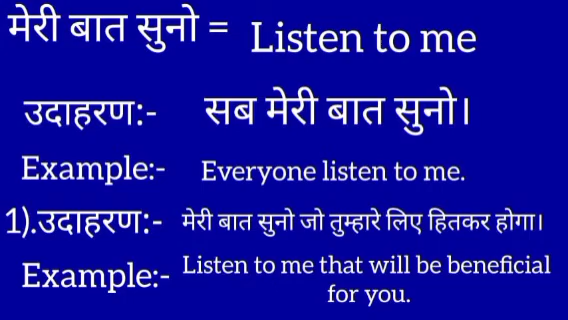 मेरी बात सुनो = Listen to me
उदाहरण:- सब मेरी बात सुनो।
Example:- Everyone listen to me.
1).उदाहरण:- मेरी बात सुनो जो तुम्हारे लिए हितकर होगा।
Example:- Listen to me that will be beneficial
for you.